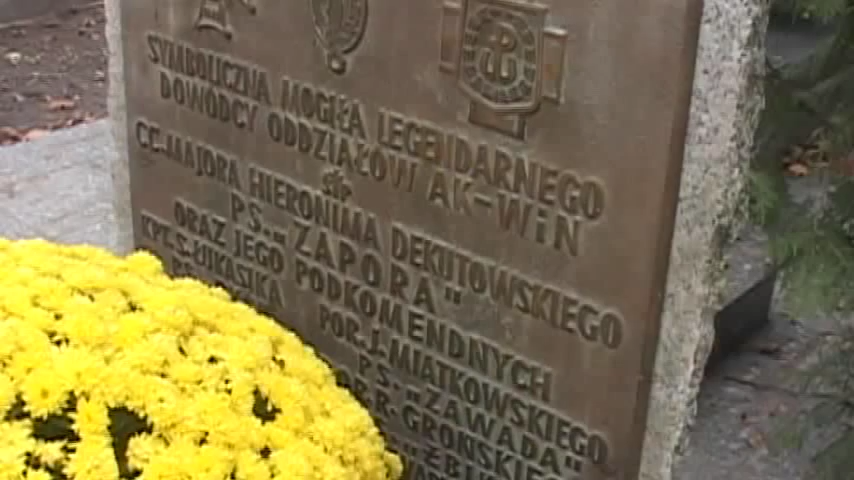 SYMBOLICZNA MOGIŁA LEGENDARNEGO
DOWÓDCY ODDZIAŁÓW AK-WiN
ś†p
CC-MAJORA HIERONIMA DEKUTOWSKIEGO
PS. „ZAPORA"
ORAZ JEGO PODKOMENDNYCH
KPT. S. ŁUKASIKA POR. J. MIATKOWSKIEGO
PS. PS. „ZAWADA"
R. GROŃSKIEGO